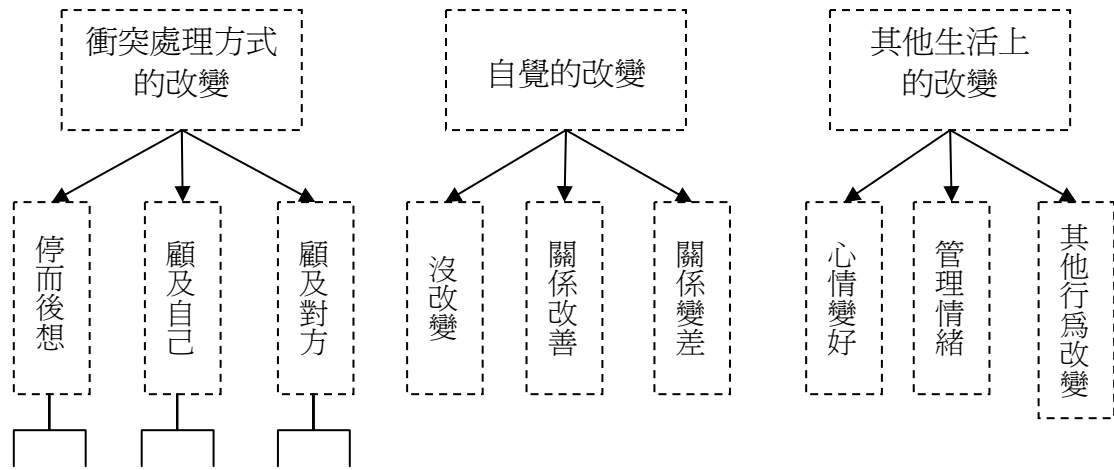 衝突處理方式
的改變
自覺的改變
其他生活上
的改變
停而後想
顧及自己
顧及對方
沒改變
關係改善
關係變差
心情變好
管理情緒
其他行爲改變